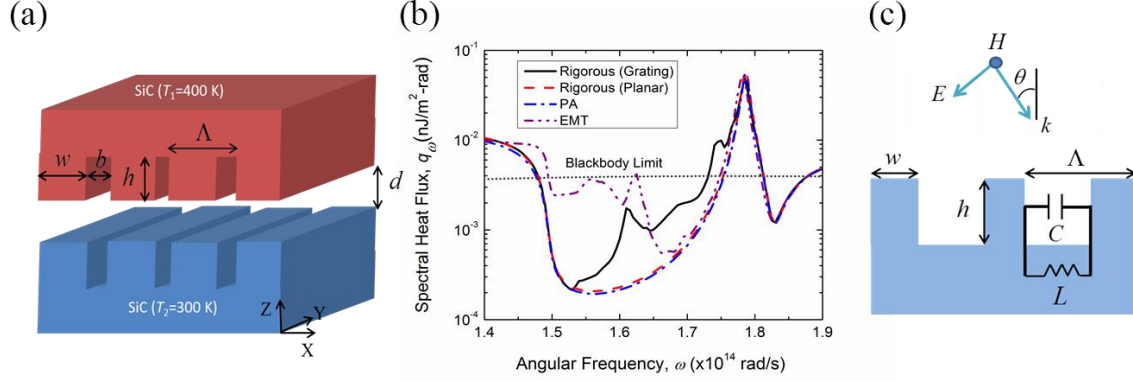 (a)
SiC (T₁=400 K)
w
b
h
Λ
d
SiC (T₂=300 K)
Z
Y
X
(b)
Spectral Heat Flux, q_ω(nJ/m²-rad)
10⁻¹
10⁻²
10⁻³
10⁻⁴
Rigorous (Grating)
Rigorous (Planar)
PA
EMT
Blackbody Limit
1.4 1.5 1.6 1.7 1.8 1.9
Angular Frequency, ω (x10¹⁴ rad/s)
(c)
H
E
θ
k
w
Λ
h
C
L